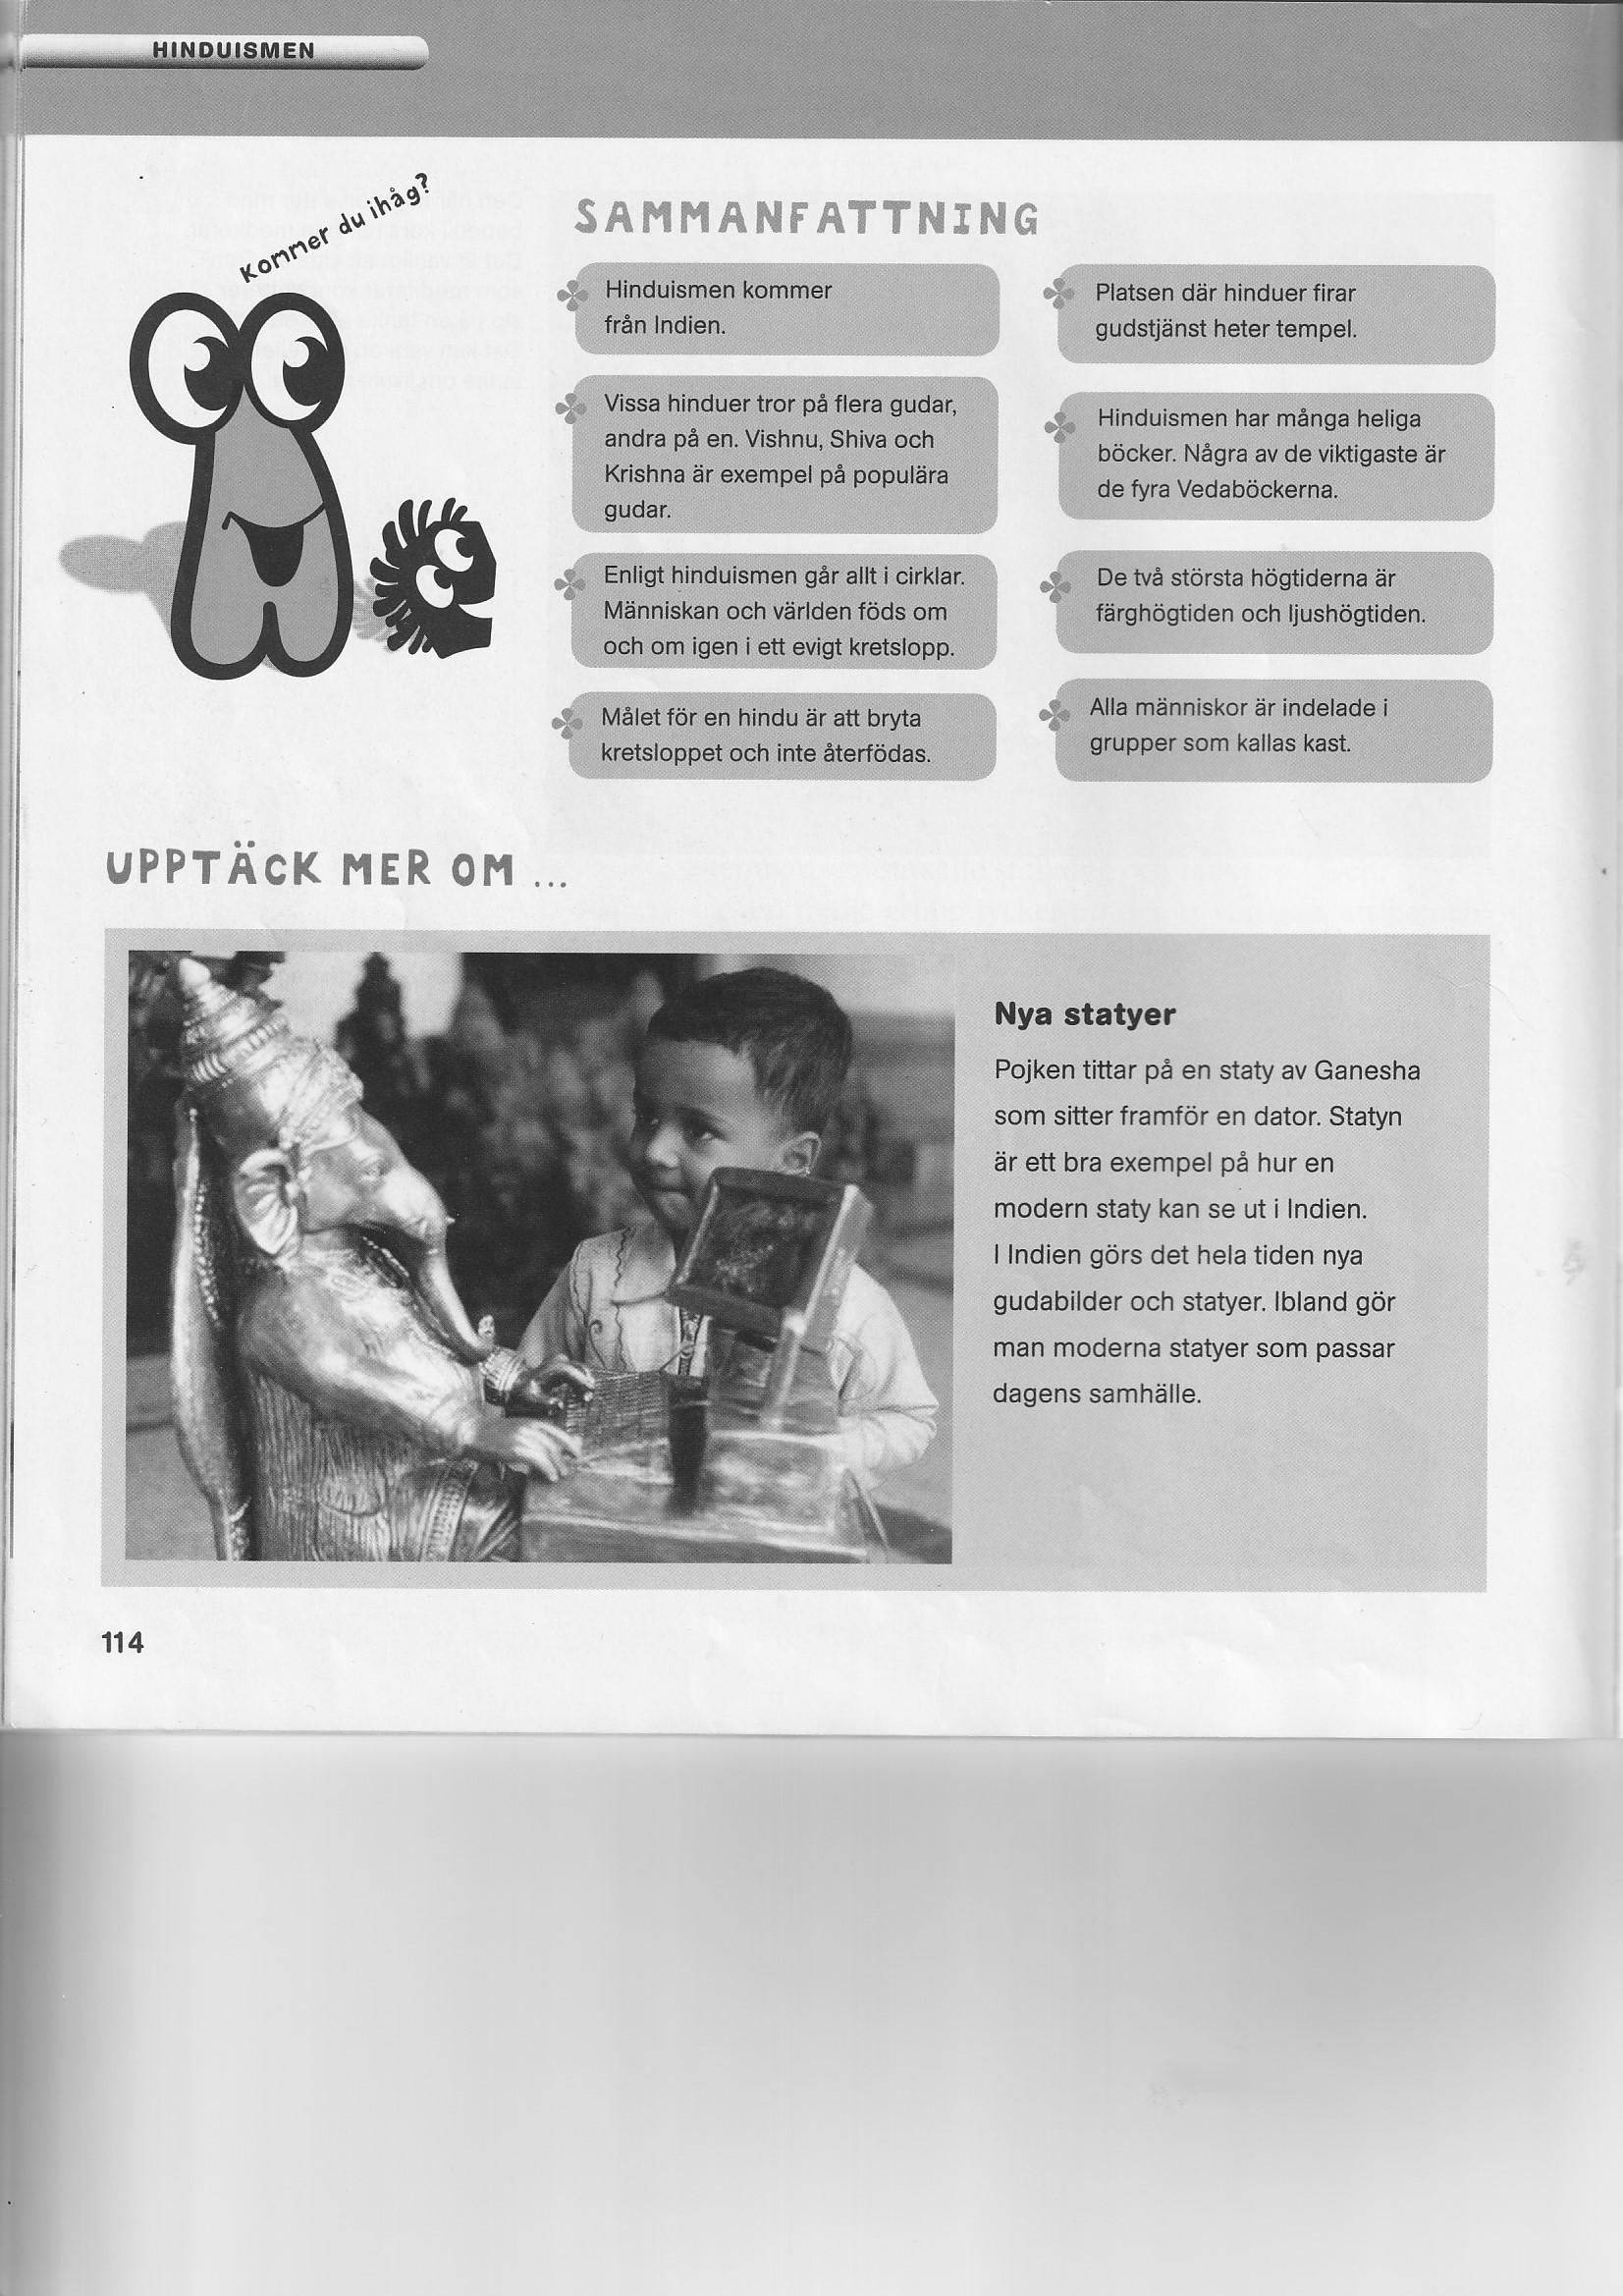 HINDUISMEN
Kommer du ihåg?
SAMMANFATTNING
Hinduismen kommer
från Indien.
Vissa hinduer tror på flera gudar,
andra på en. Vishnu, Shiva och
Krishna är exempel på populära
gudar.
Enligt hinduismen går allt i cirklar.
Människan och världen föds om
och om igen i ett evigt kretslopp.
Målet för en hindu är att bryta
kretsloppet och inte återfödas.
Platsen där hinduer firar
gudstjänst heter tempel.
Hinduismen har många heliga
böcker. Några av de viktigaste är
de fyra Vedaböckerna.
De två största högtiderna är
färghögtiden och ljushögtiden.
Alla människor är indelade i
grupper som kallas kast.
UPPTÄCK MER OM ...
Nya statyer
Pojken tittar på en staty av Ganesha
som sitter framför en dator. Statyn
är ett bra exempel på hur en
modern staty kan se ut i Indien.
I Indien görs det hela tiden nya
gudabilder och statyer. Ibland gör
man moderna statyer som passar
dagens samhälle.
114